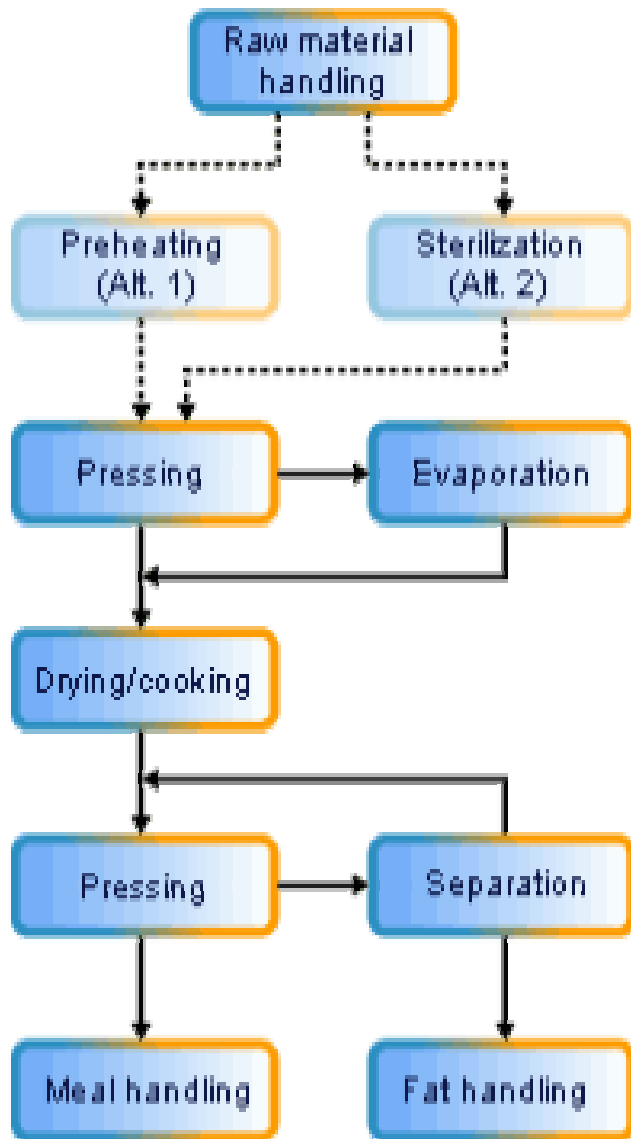 Raw material
handling
Preheating
(Alt. 1)
Sterilization
(Alt. 2)
Pressing
Evaporation
Drying/cooking
Pressing
Separation
Meal handling
Fat handling